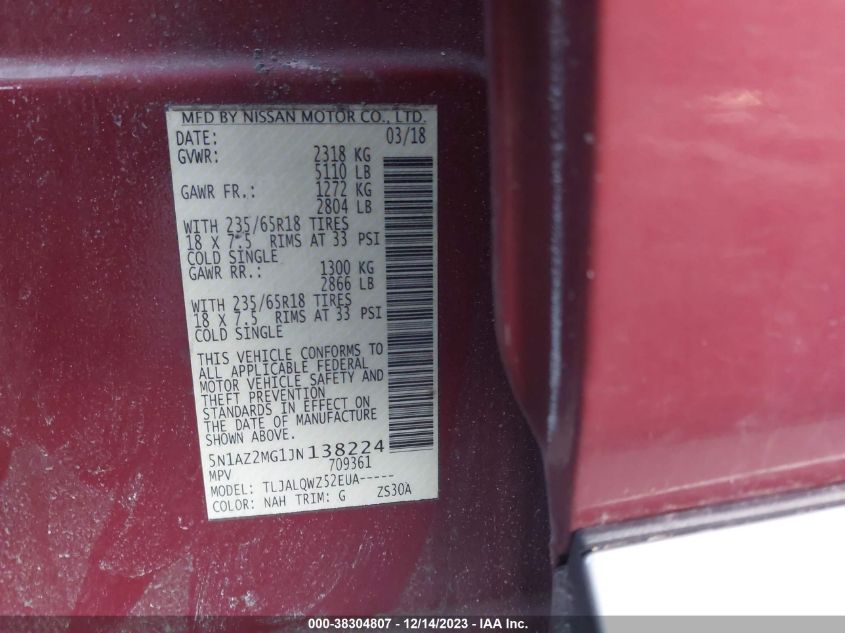 MFD BY NISSAN MOTOR CO., LTD.
DATE: 03/18
GVWR: 2318 KG
5110 LB
GAWR FR.: 1272 KG
2804 LB
WITH 235/65R18 TIRES
18 X 7.5 RIMS AT 33 PSI
COLD SINGLE
GAWR RR.: 1300 KG
2866 LB
WITH 235/65R18 TIRES
18 X 7.5 RIMS AT 33 PSI
COLD SINGLE
THIS VEHICLE CONFORMS TO
ALL APPLICABLE FEDERAL
MOTOR VEHICLE SAFETY AND
THEFT PREVENTION
STANDARDS IN EFFECT ON
THE DATE OF MANUFACTURE
SHOWN ABOVE.
5N1AZ2MG1JN138224
MPV 709361
MODEL: TLJALQWZ52EUA-----
COLOR: NAH TRIM: G ZS30A
000-38304807 - 12/14/2023 - IAA Inc.